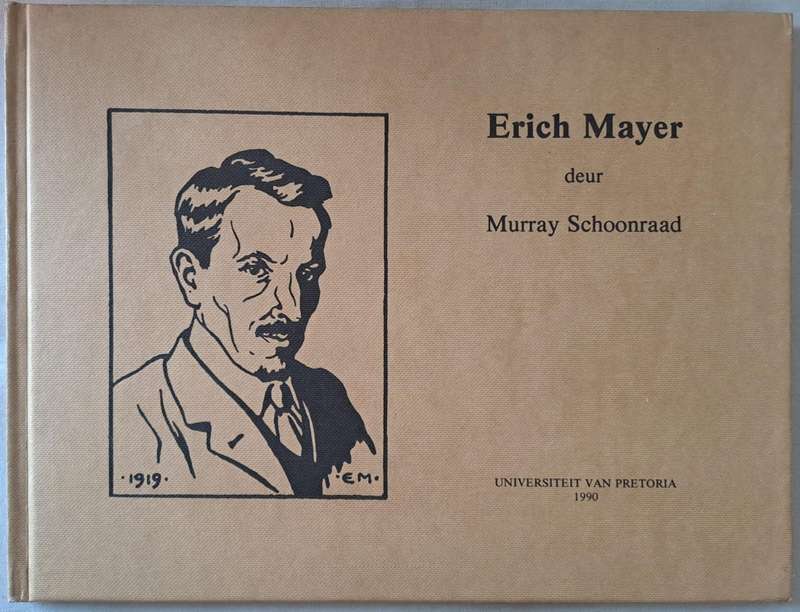 Erich Mayer
deur
Murray Schoonraad
·1919·
·EM·
UNIVERSITEIT VAN PRETORIA
1990